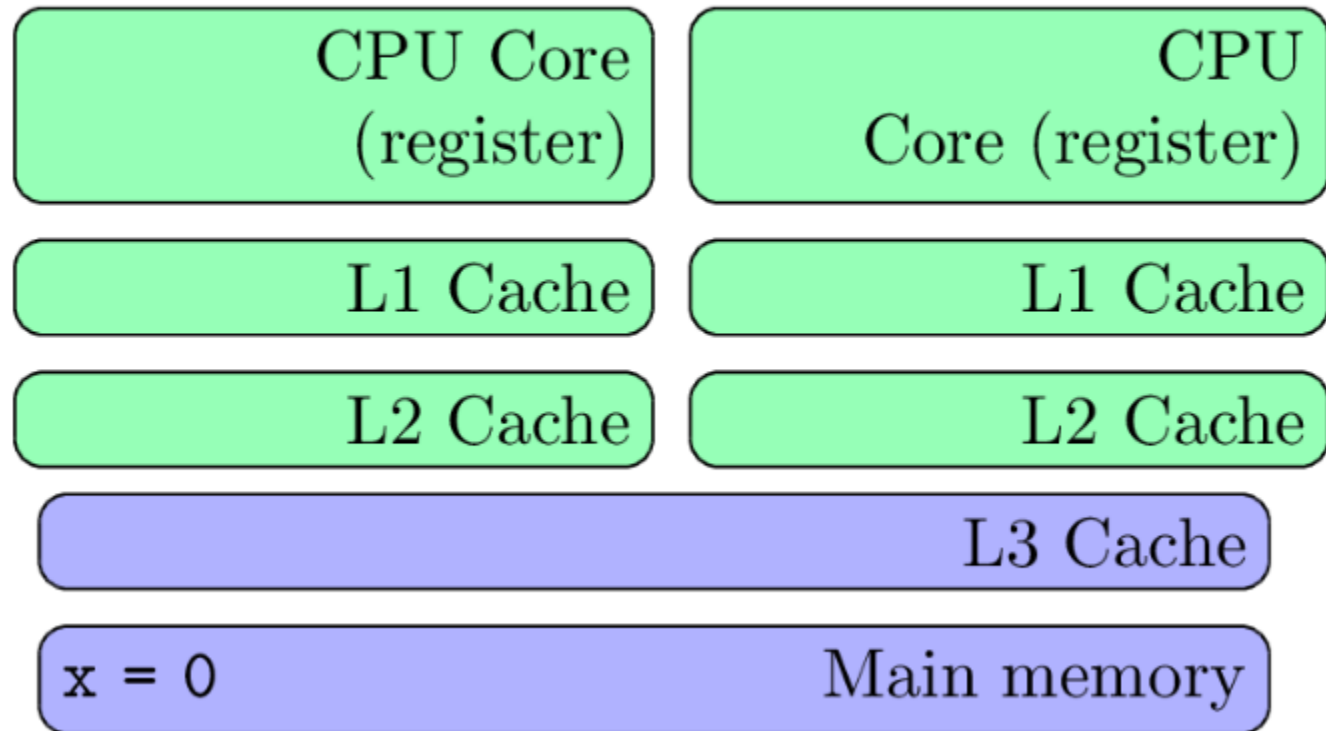 CPU Core
(register)
CPU
Core (register)
L1 Cache
L1 Cache
L2 Cache
L2 Cache
L3 Cache
x = 0
Main memory